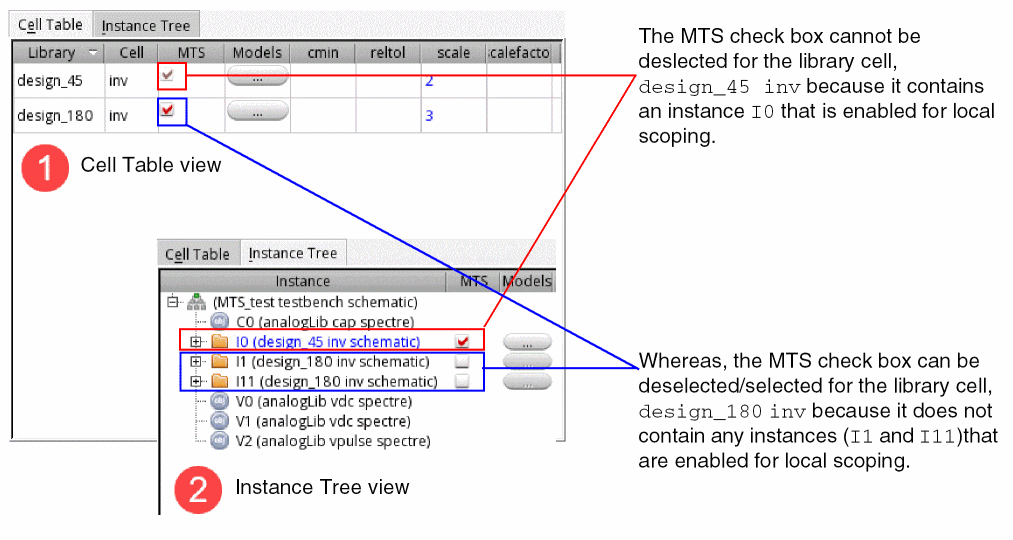 Cell Table Instance Tree
Library Cell MTS Models cmin reltol scale calefacto
design_45 inv ... 2
design_180 inv ... 3
1 Cell Table view
The MTS check box cannot be
deslected for the library cell,
design_45 inv because it contains
an instance I0 that is enabled for local
scoping.
Cell Table Instance Tree
Instance MTS Models
(MTS_test testbench schematic)
obj C0 (analogLib cap spectre)
I0 (design_45 inv schematic) ...
I1 (design_180 inv schematic) ...
I11 (design_180 inv schematic) ...
obj V0 (analogLib vdc spectre)
obj V1 (analogLib vdc spectre)
obj V2 (analogLib vpulse spectre)
2 Instance Tree view
Whereas, the MTS check box can be
deselected/selected for the library cell,
design_180 inv because it does not
contain any instances (I1 and I11)that
are enabled for local scoping.